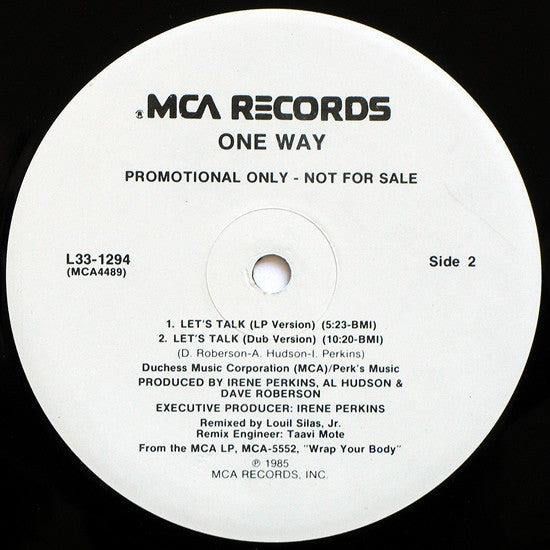 MCA RECORDS
ONE WAY
PROMOTIONAL ONLY - NOT FOR SALE
L33-1294
(MCA4489)
Side 2
1. LET'S TALK (LP Version) (5:23-BMI)
2. LET'S TALK (Dub Version) (10:20-BMI)
(D. Roberson-A. Hudson-I. Perkins)
Duchess Music Corporation (MCA)/Perk's Music
PRODUCED BY IRENE PERKINS, AL HUDSON &
DAVE ROBERSON
EXECUTIVE PRODUCER: IRENE PERKINS
Remixed by Louil Silas, Jr.
Remix Engineer: Taavi Mote
From the MCA LP, MCA-5552, "Wrap Your Body"
℗ 1985
MCA RECORDS, INC.